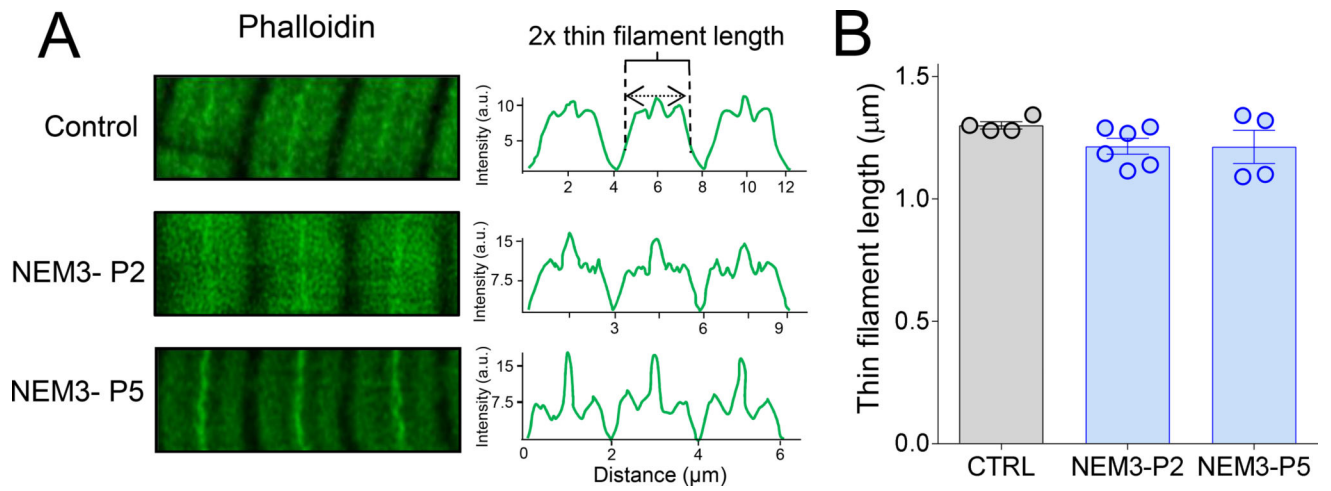 A
Phalloidin
2x thin filament length
Control
Intensity (a.u.)
10
5
2 4 6 8 10 12
NEM3- P2
Intensity (a.u.)
15
7.5
3 6 9
NEM3- P5
Intensity (a.u.)
15
7.5
0 2 4 6
Distance (μm)
B
Thin filament length (μm)
1.5
1.0
0.5
0.0
CTRL NEM3-P2 NEM3-P5